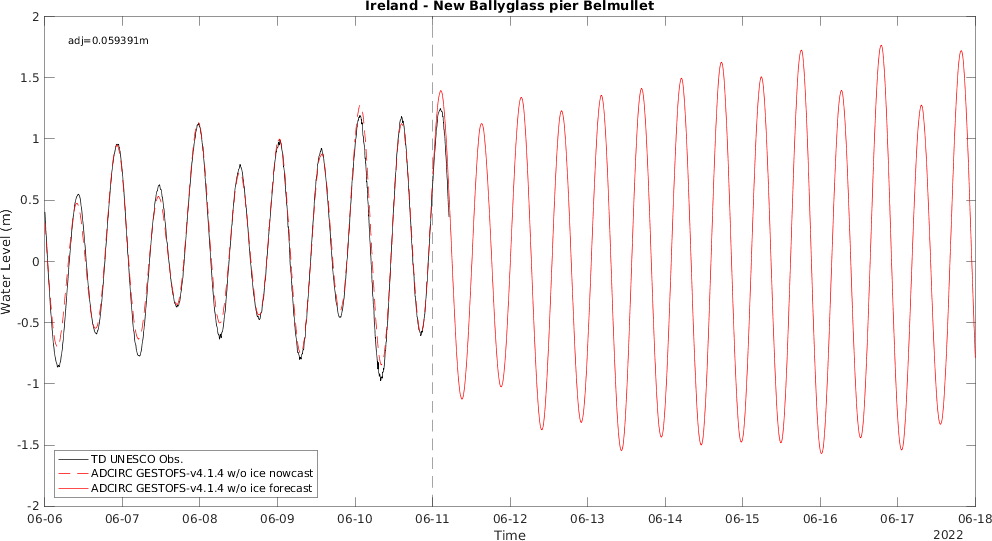 Ireland - New Ballyglass pier Belmullet
adj=0.059391m
Water Level (m)
2
1.5
1
0.5
0
-0.5
-1
-1.5
-2
TD UNESCO Obs.
ADCIRC GESTOFS-v4.1.4 w/o ice nowcast
ADCIRC GESTOFS-v4.1.4 w/o ice forecast
06-06 06-07 06-08 06-09 06-10 06-11 06-12 06-13 06-14 06-15 06-16 06-17 06-18
Time
2022